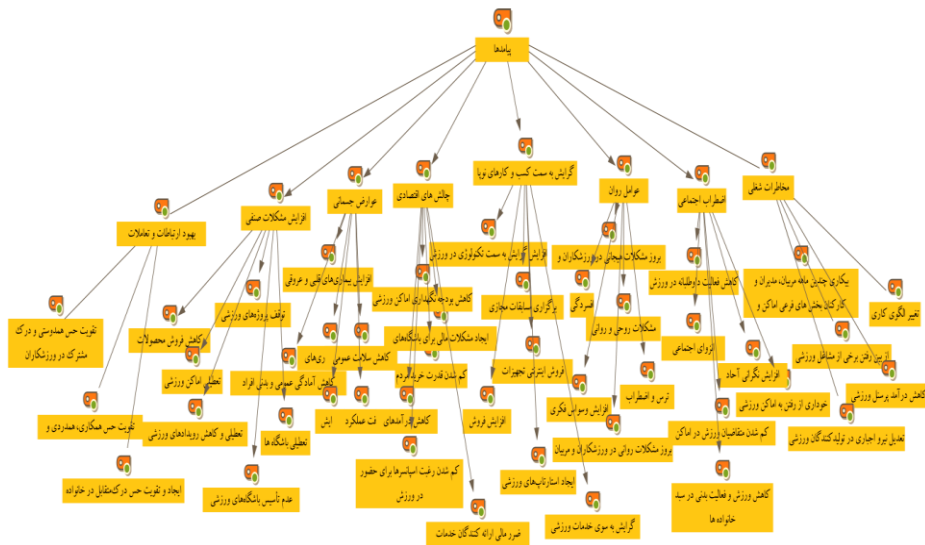 پیامدها
گرایش به سمت کسب و کارهای نوپا
مخاطرات شغلی
اضطراب اجتماعی
عوامل روان
چالش های اقتصادی
عوارض جسمانی
افزایش مشکلات صنفی
بهبود ارتباطات و تعاملات
تغییر الگوی کاری
بیکاری چندین ماهه مربیان، مدیران و
کارکنان بخش های فرعی اماکن و
کاهش فعالیت داوطلبانه در ورزش
بروز مشکلات هیجانی در ورزشکاران و
افزایش گرایش به سمت تکنولوژی در ورزش
افزایش بیماری‌های قلبی و عروقی
کاهش بودجه نگهداری اماکن ورزشی
برگزاری مسابقات مجازی
افسردگی
توقف پروژه‌های ورزشی
تقویت حس همدوستی و درک
مشترک در ورزشکاران
کاهش فروش محصولات
ایجاد مشکلات مالی برای باشگاه‌های
مشکلات روحی و روانی
انزوای اجتماعی
از بین رفتن برخی از مشاغل ورزشی
کاهش سلامت عمومی
ری‌های
فروش اینترنتی تجهیزات
تعطیلی اماکن ورزشی
کاهش آمادگی عمومی و بدنی افراد
کم شدن قدرت خرید مردم
افزایش نگرانی آحاد
کاهش درآمد پرسنل ورزشی
ترس و اضطراب
خودداری از رفتن به اماکن ورزشی
افزایش وسواس فکری
افزایش فروش
کاهش درآمدهای
فت عملکرد
ایش
تقویت حس همکاری، همدردی و
تعطیلی و کاهش رویدادهای ورزشی
تعطیلی باشگاه ها
بروز مشکلات روانی در ورزشکاران و مربیان
کم شدن متقاضیان ورزش در اماکن
تعدیل نیرو اجباری در تولیدکنندگان ورزشی
کم شدن رغبت اسپانسرها برای حضور
در ورزش
ایجاد استارتاپ‌های ورزشی
ایجاد و تقویت حس درک متقابل در خانواده
عدم تأسیس باشگاه‌های ورزشی
کاهش ورزش و فعالیت بدنی در سبد
خانواده ها
ضرر مالی ارائه کنندگان خدمات
گرایش به سوی خدمات ورزشی